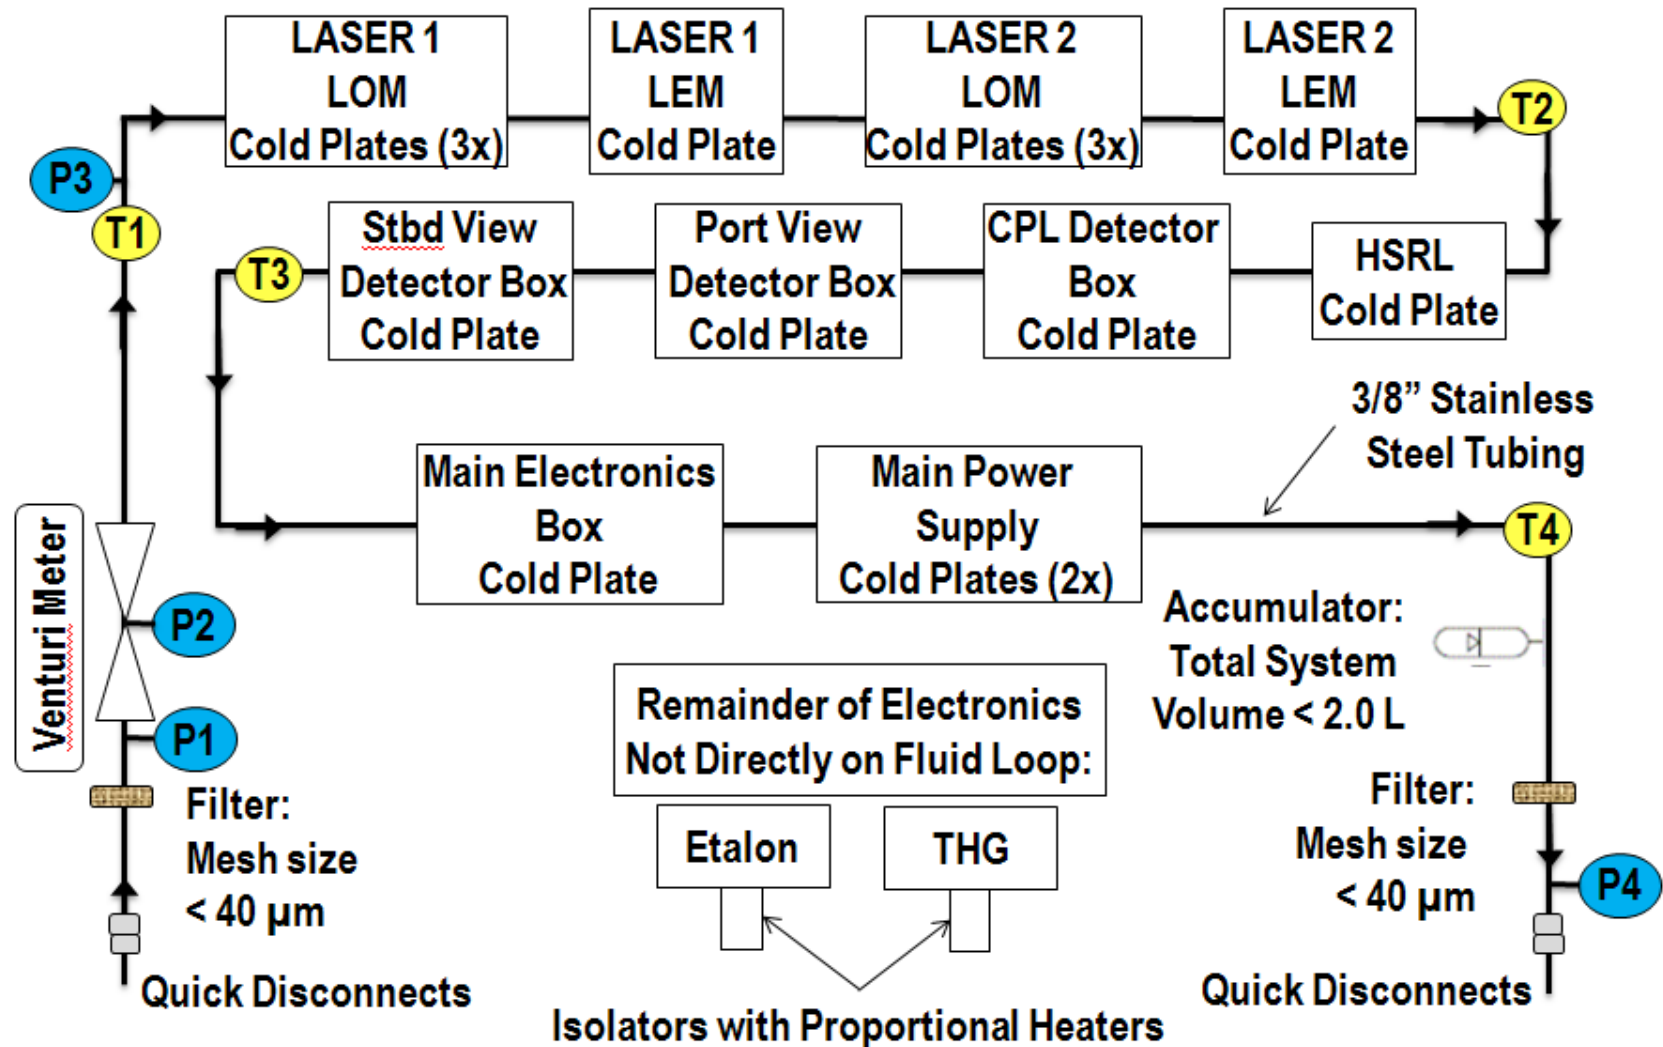 LASER 1
LOM
Cold Plates (3x)
LASER 1
LEM
Cold Plate
LASER 2
LOM
Cold Plates (3x)
LASER 2
LEM
Cold Plate
T2
P3
T1
T3
Stbd View
Detector Box
Cold Plate
Port View
Detector Box
Cold Plate
CPL Detector
Box
Cold Plate
HSRL
Cold Plate
3/8” Stainless
Steel Tubing
Main Electronics
Box
Cold Plate
Main Power
Supply
Cold Plates (2x)
T4
Venturi Meter
P2
P1
Accumulator:
Total System
Volume < 2.0 L
Remainder of Electronics
Not Directly on Fluid Loop:
Filter:
Mesh size
< 40 µm
Etalon
THG
Filter:
Mesh size
< 40 µm
P4
Quick Disconnects
Quick Disconnects
Isolators with Proportional Heaters